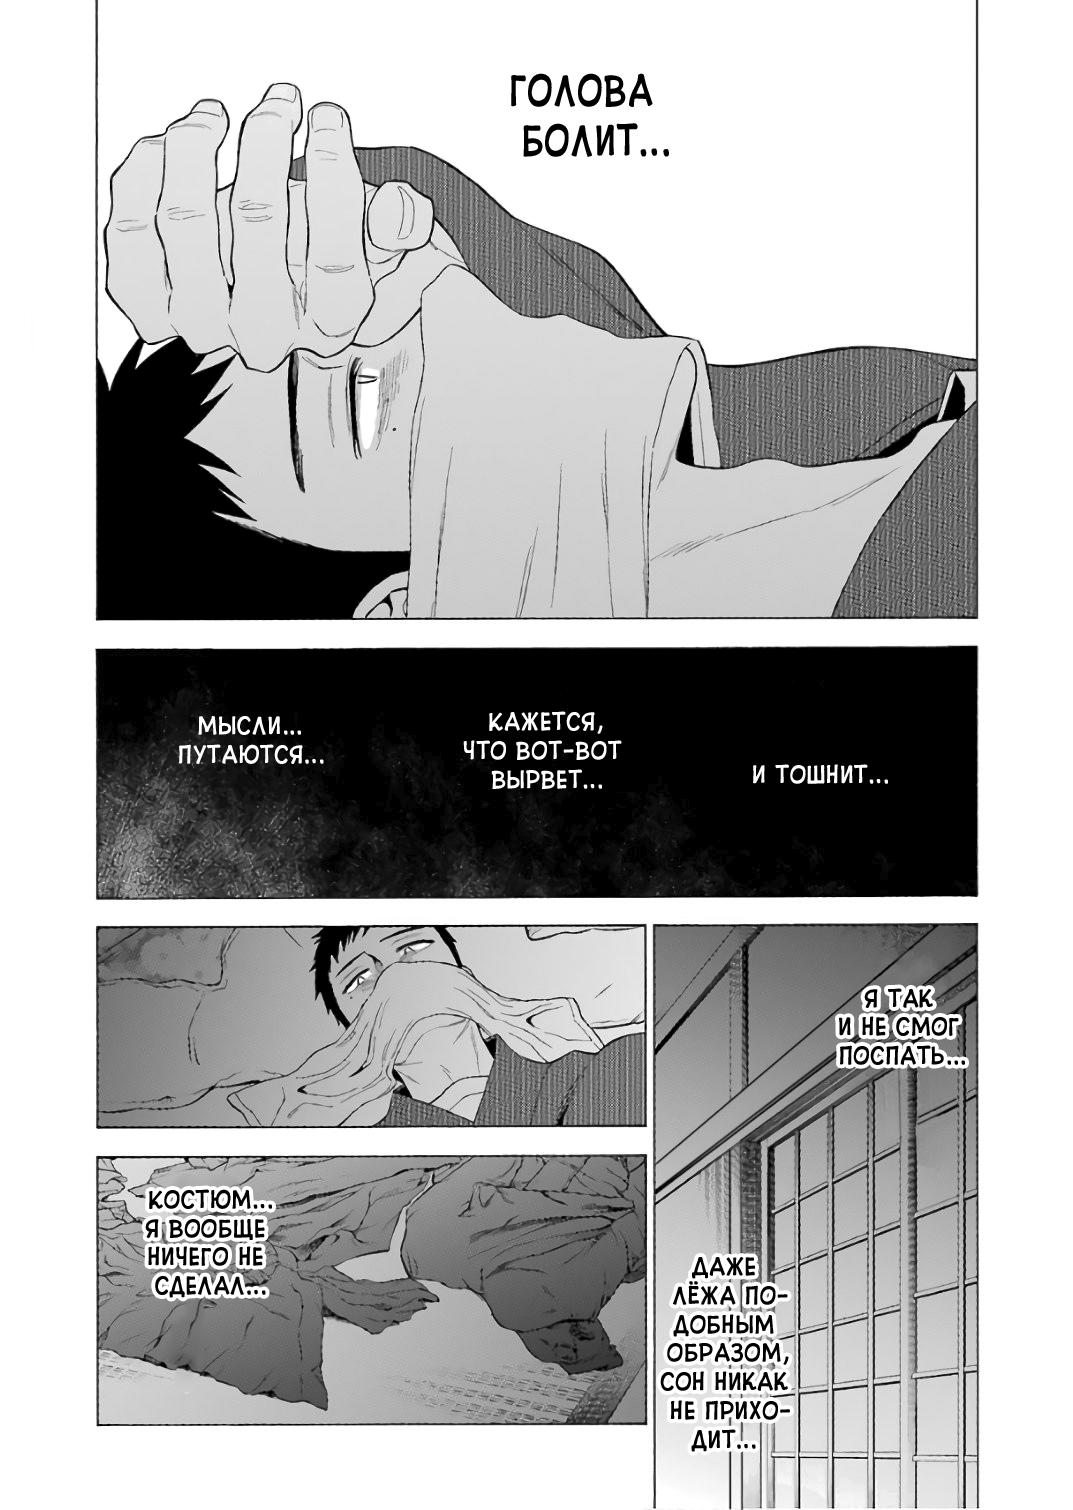 ГОЛОВА
БОЛИТ...
И ТОШНИТ...
КАЖЕТСЯ,
ЧТО ВОТ-ВОТ
ВЫРВЕТ...
МЫСЛИ...
ПУТАЮТСЯ...
Я ТАК
И НЕ СМОГ
ПОСПАТЬ...
ДАЖЕ
ЛЁЖА ПО-
ДОБНЫМ
ОБРАЗОМ,
СОН НИКАК
НЕ ПРИХО-
ДИТ...
КОСТЮМ...
Я ВООБЩЕ
НИЧЕГО НЕ
СДЕЛАЛ...